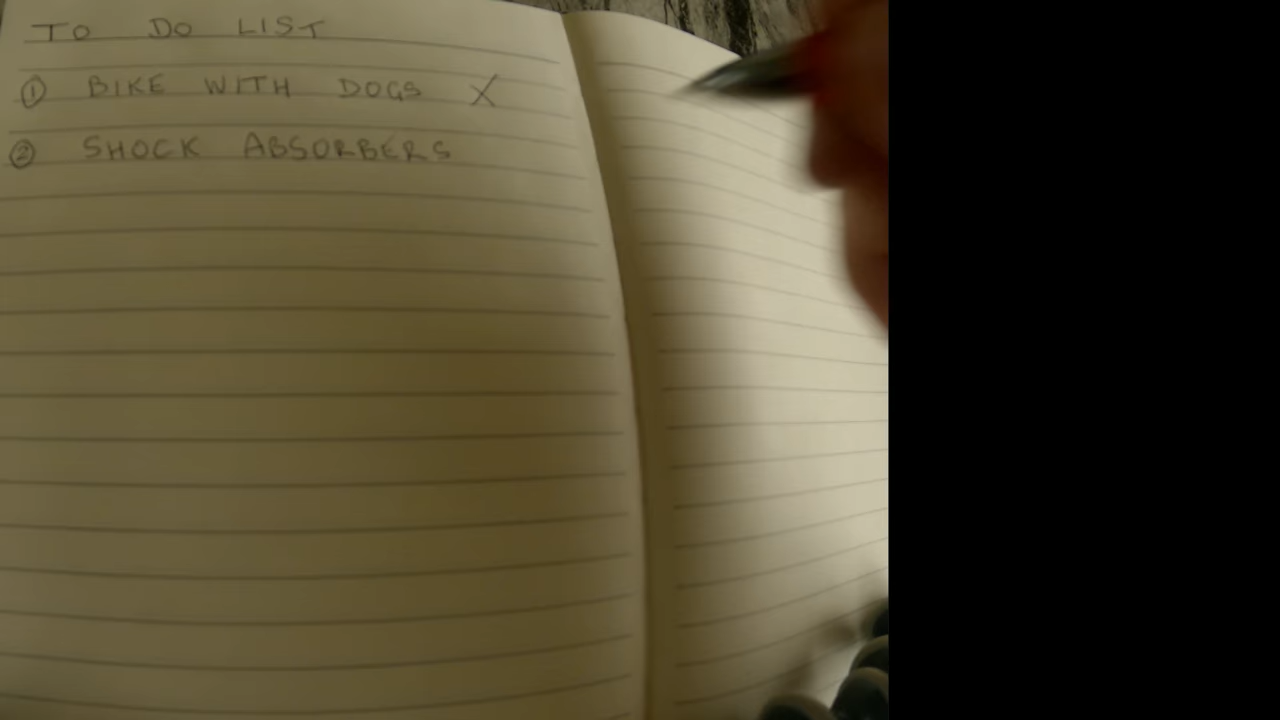 TO DO LIST
① BIKE WITH DOGS X
② SHOCK ABSORBERS